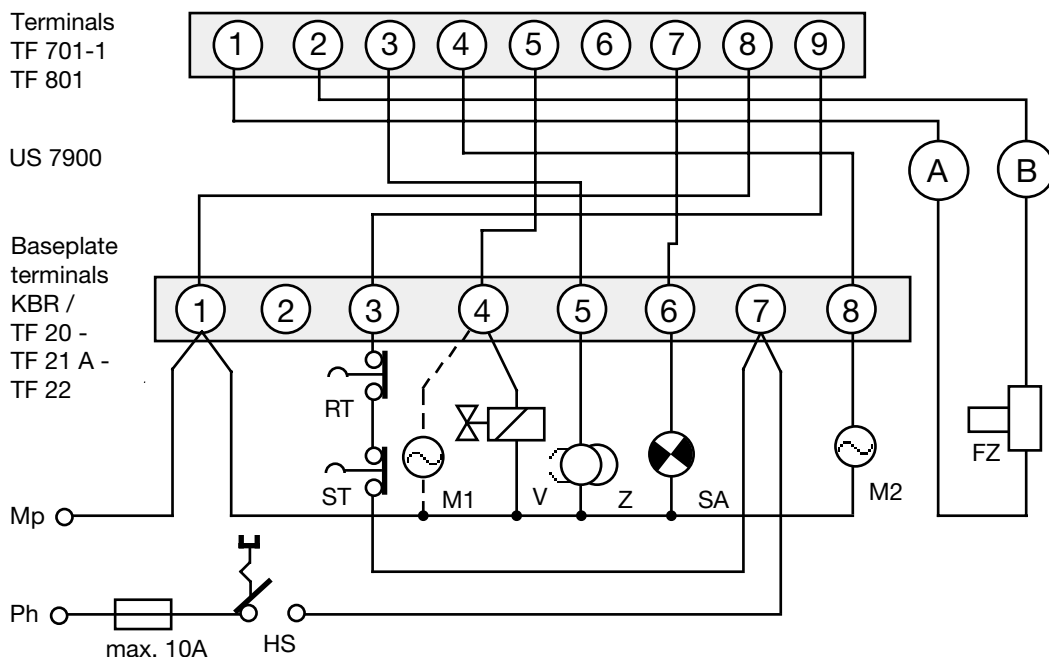 Terminals
TF 701-1
TF 801
1 2 3 4 5 6 7 8 9
US 7900
A B
Baseplate
terminals
KBR /
TF 20 -
TF 21 A -
TF 22
1 2 3 4 5 6 7 8
RT
FZ
ST M1 V Z SA M2
Mp
Ph
max. 10A HS